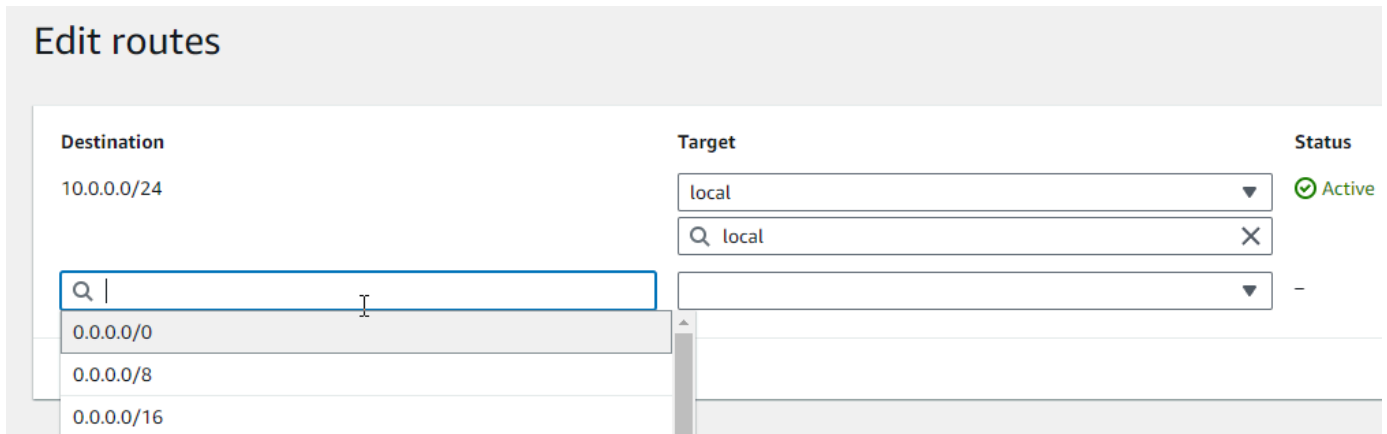 Edit routes
Destination Target Status
10.0.0.0/24 local Active
local
–
0.0.0.0/0
0.0.0.0/8
0.0.0.0/16